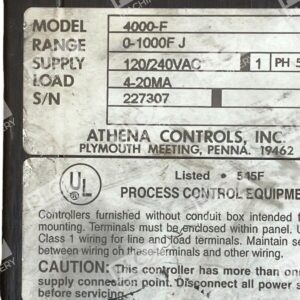 MODEL 4000-F
RANGE 0-1000F J
SUPPLY 120/240VAC 1 PH 5
LOAD 4-20MA
S/N 227307
ATHENA CONTROLS, INC
PLYMOUTH MEETING, PENNA. 19462
UL Listed • 545F
PROCESS CONTROL EQUIPME
Controllers furnished without conduit box intended f
mounting. Terminals must be enclosed within panel. U
Class 1 wiring for line and load terminals. Maintain se
between wiring on these terminals and other wiring.
CAUTION: This controller has more than on
supply connection point. Disconnect all power s
before servicing.